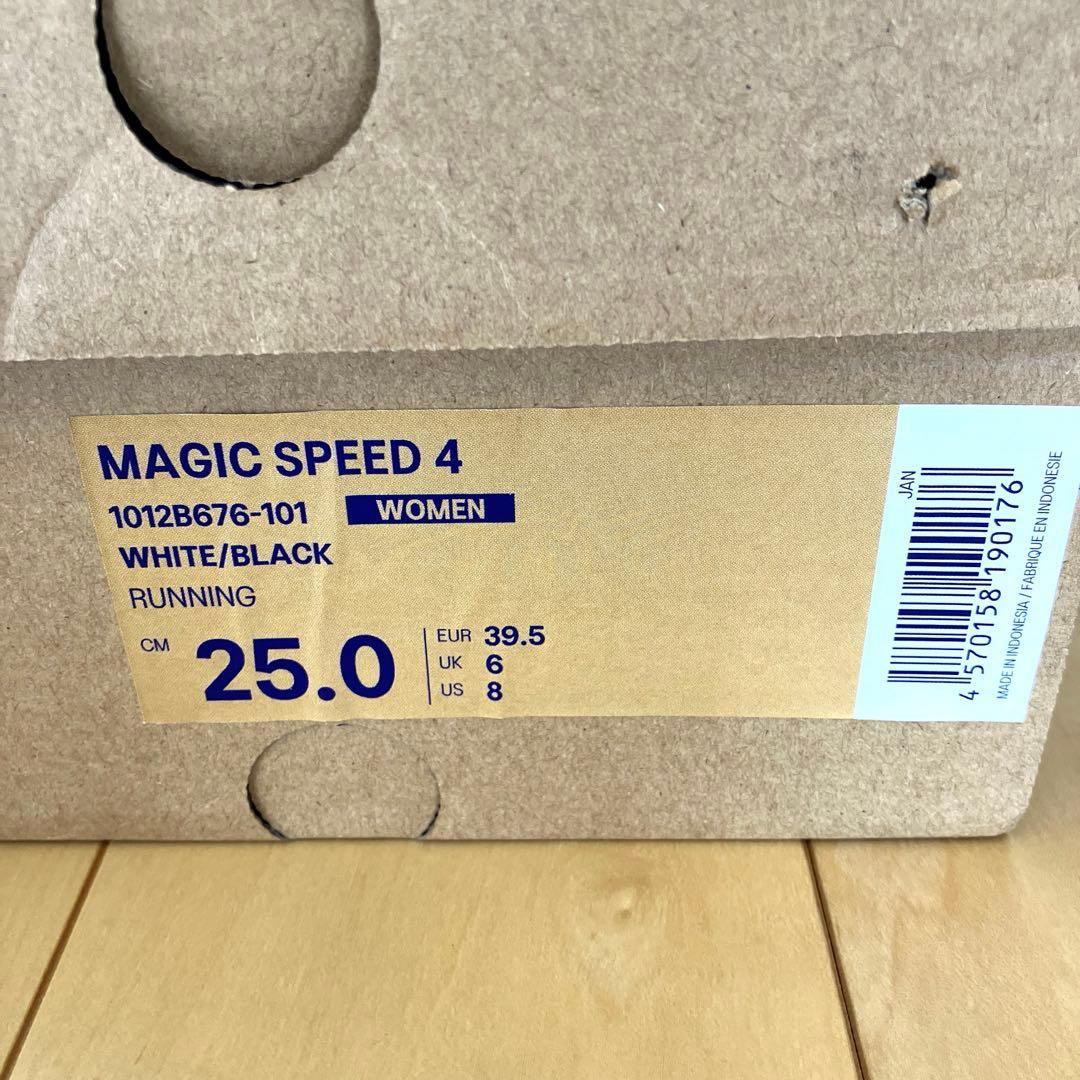 MAGIC SPEED 4
1012B676-101 WOMEN
WHITE/BLACK
RUNNING
CM 25.0
EUR 39.5
UK 6
US 8
JAN
4 570158 190176
MADE IN INDONESIA / FABRIQUE EN INDONESIE